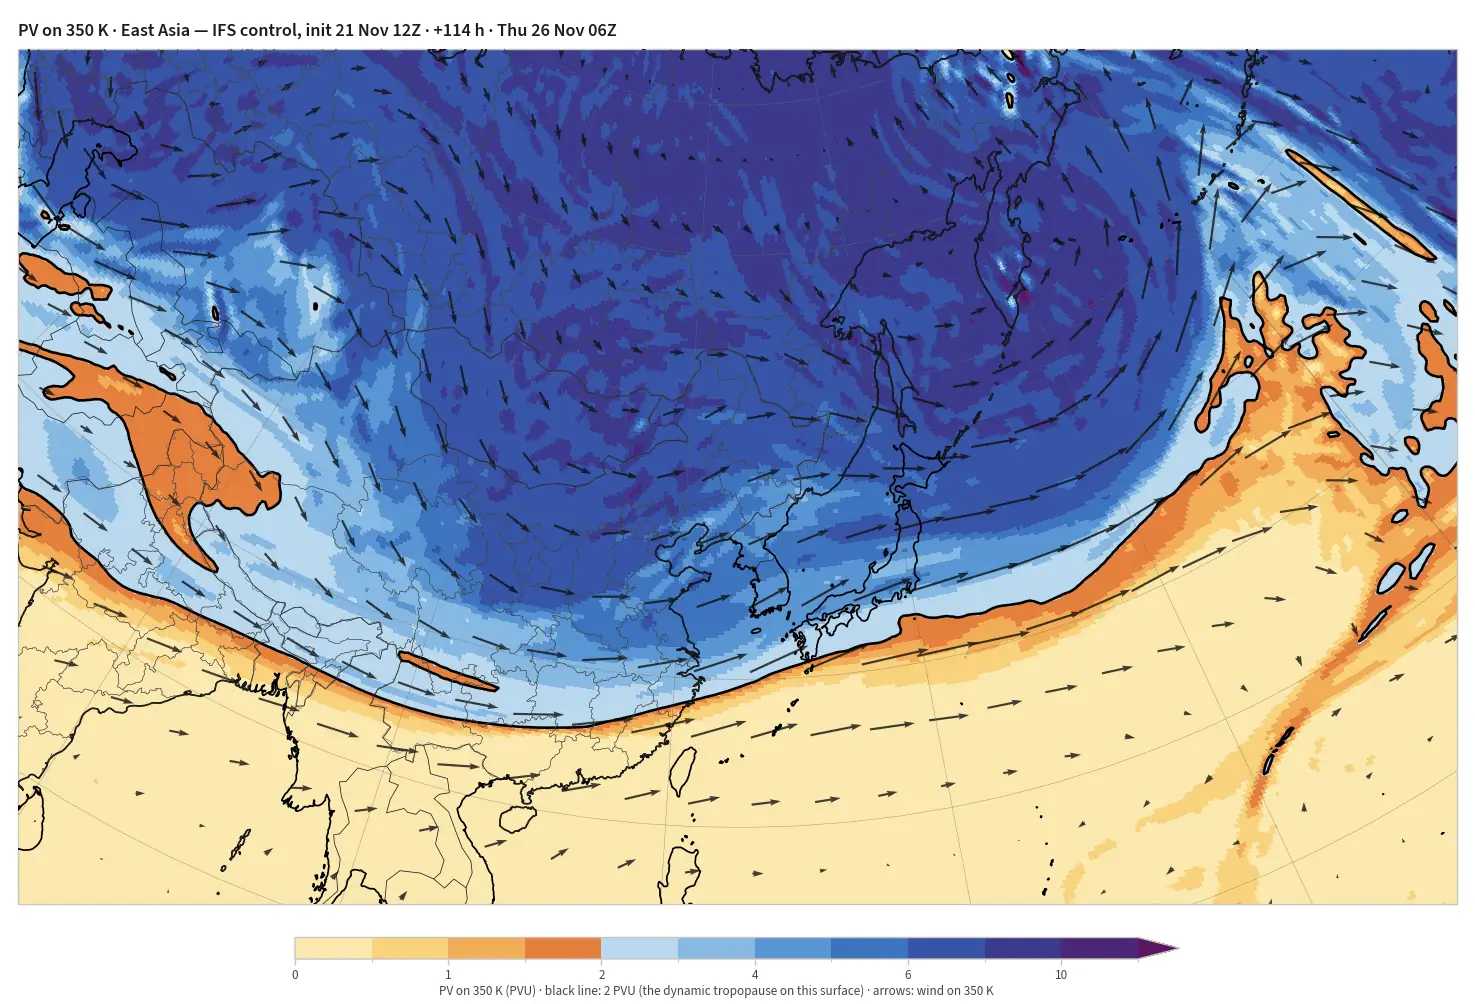 PV on 350 K · East Asia — IFS control, init 21 Nov 12Z · +114 h · Thu 26 Nov 06Z
0 1 2 4 6 10
PV on 350 K (PVU) · black line: 2 PVU (the dynamic tropopause on this surface) · arrows: wind on 350 K